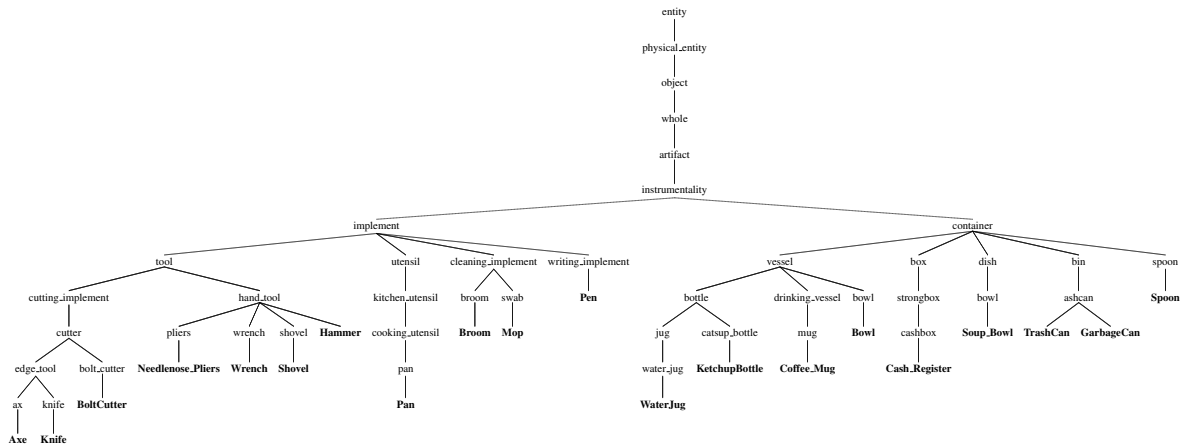 entity
physical_entity
object
whole
artifact
instrumentality
implement container
tool utensil cleaning_implement writing_implement vessel box dish bin spoon
cutting_implement hand_tool kitchen_utensil broom swab Pen bottle drinking_vessel bowl strongbox bowl ashcan Spoon
cutter pliers wrench shovel Hammer cooking_utensil Broom Mop jug catsup_bottle mug Bowl cashbox Soup_Bowl TrashCan GarbageCan
edge_tool bolt_cutter Needlenose_Pliers Wrench Shovel pan water_jug KetchupBottle Coffee_Mug Cash_Register
ax knife BoltCutter Pan WaterJug
Axe Knife